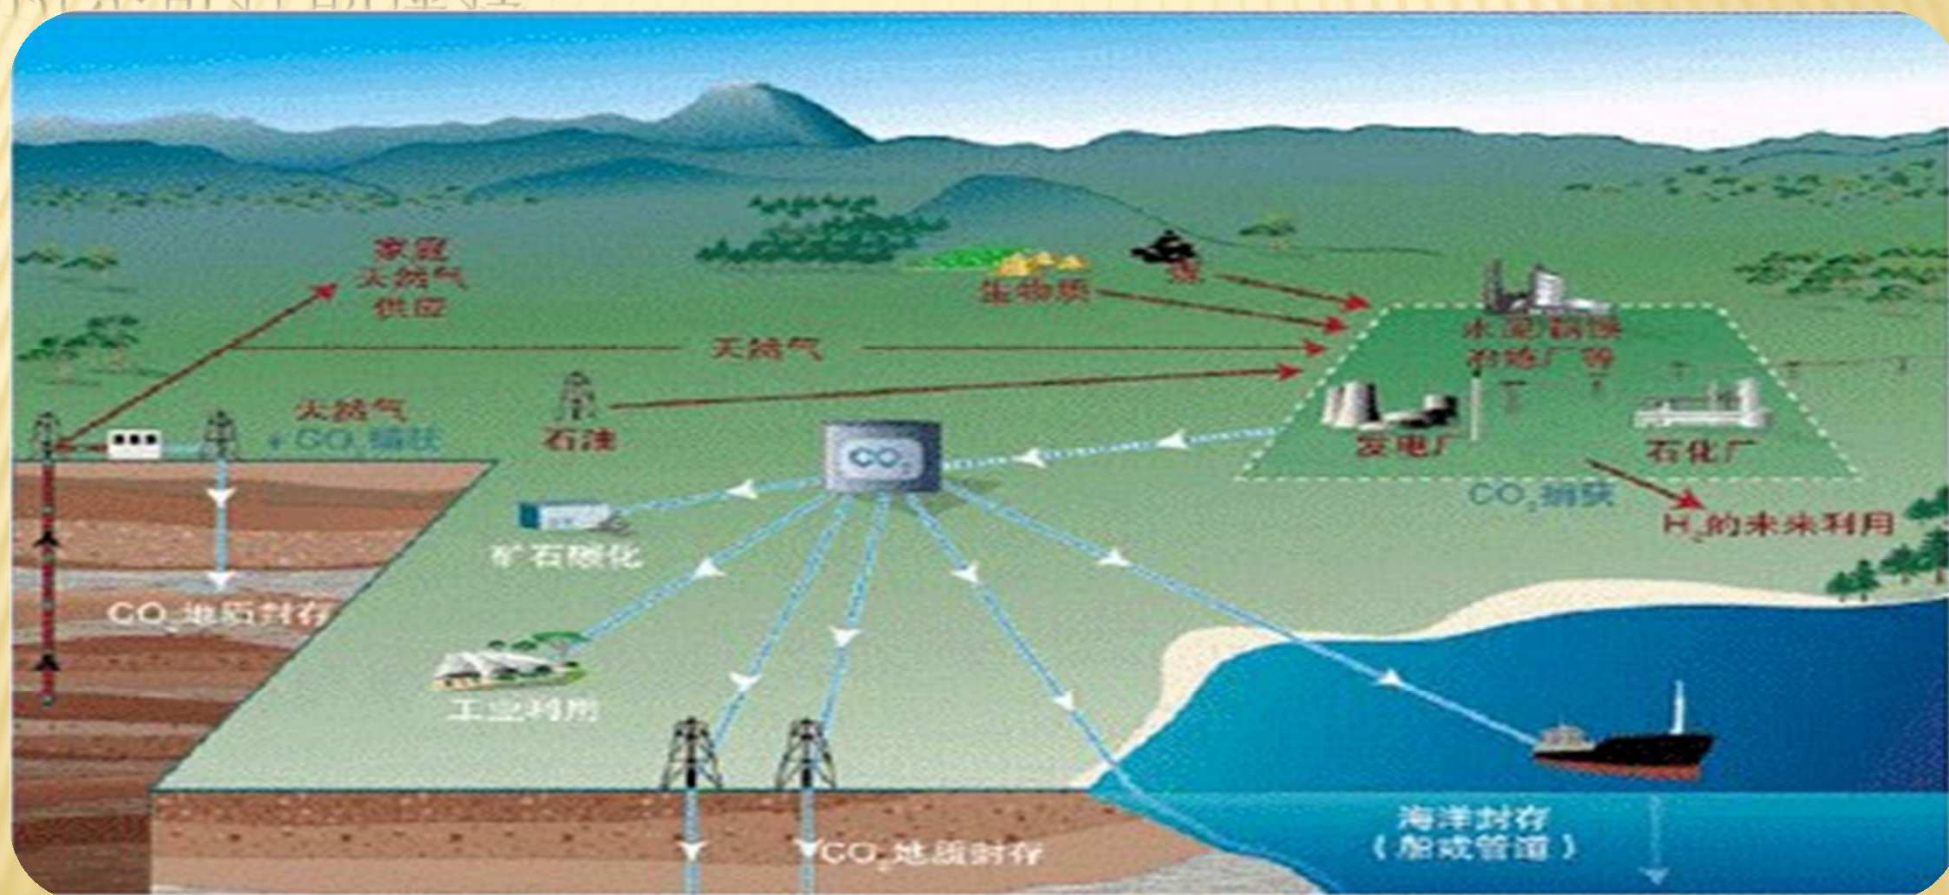 家庭
天然气
供应
生物质
煤
天然气
水泥/钢铁
冶炼厂等
天然气
+ CO₂捕获
石油
发电厂
石化厂
CO₂
CO₂捕获
H₂的未来利用
矿石碳化
CO₂地质封存
工业利用
海洋封存
(船或管道)
CO₂地质封存